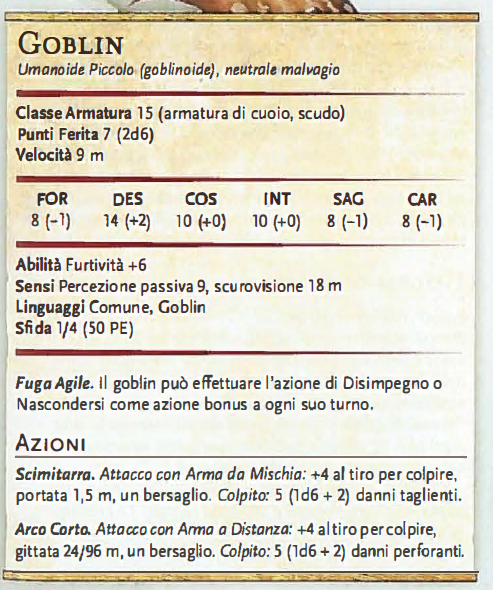 GOBLIN
Umanoide Piccolo (goblinoide), neutrale malvagio
Classe Armatura 15 (armatura di cuoio, scudo)
Punti Ferita 7 (2d6)
Velocità 9 m
FOR DES COS INT SAG CAR
8 (-1) 14 (+2) 10 (+0) 10 (+0) 8 (-1) 8 (-1)
Abilità Furtività +6
Sensi Percezione passiva 9, scurovisione 18 m
Linguaggi Comune, Goblin
Sfida 1/4 (50 PE)
Fuga Agile. Il goblin può effettuare l'azione di Disimpegno o
Nascondersi come azione bonus a ogni suo turno.
AZIONI
Scimitarra. Attacco con Arma da Mischia: +4 al tiro per colpire,
portata 1,5 m, un bersaglio. Colpito: 5 (1d6 + 2) danni taglienti.
Arco Corto. Attacco con Arma a Distanza: +4 al tiro per colpire,
gittata 24/96 m, un bersaglio. Colpito: 5 (1d6 + 2) danni perforanti.